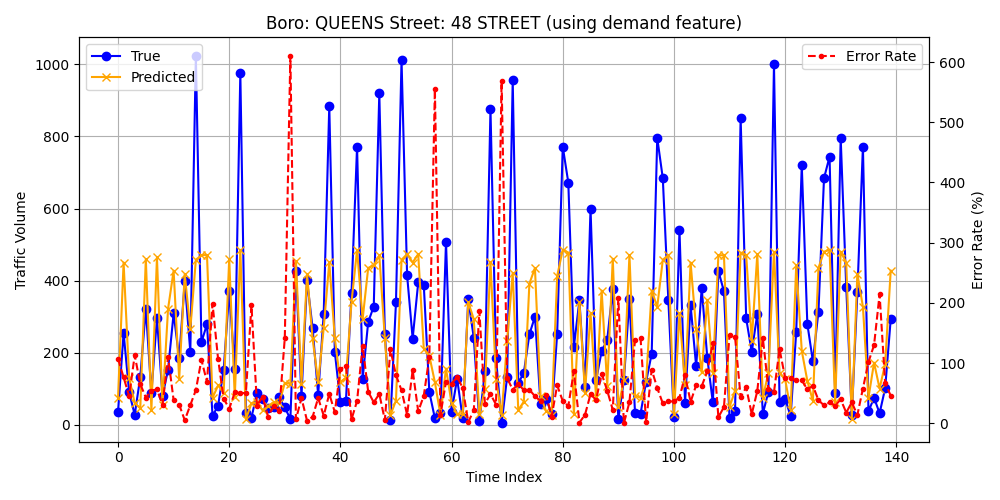 Boro: QUEENS Street: 48 STREET (using demand feature)
True
Predicted
Error Rate
1000
800
600
400
200
0
Traffic Volume
600
500
400
300
200
100
0
Error Rate (%)
0 20 40 60 80 100 120 140
Time Index